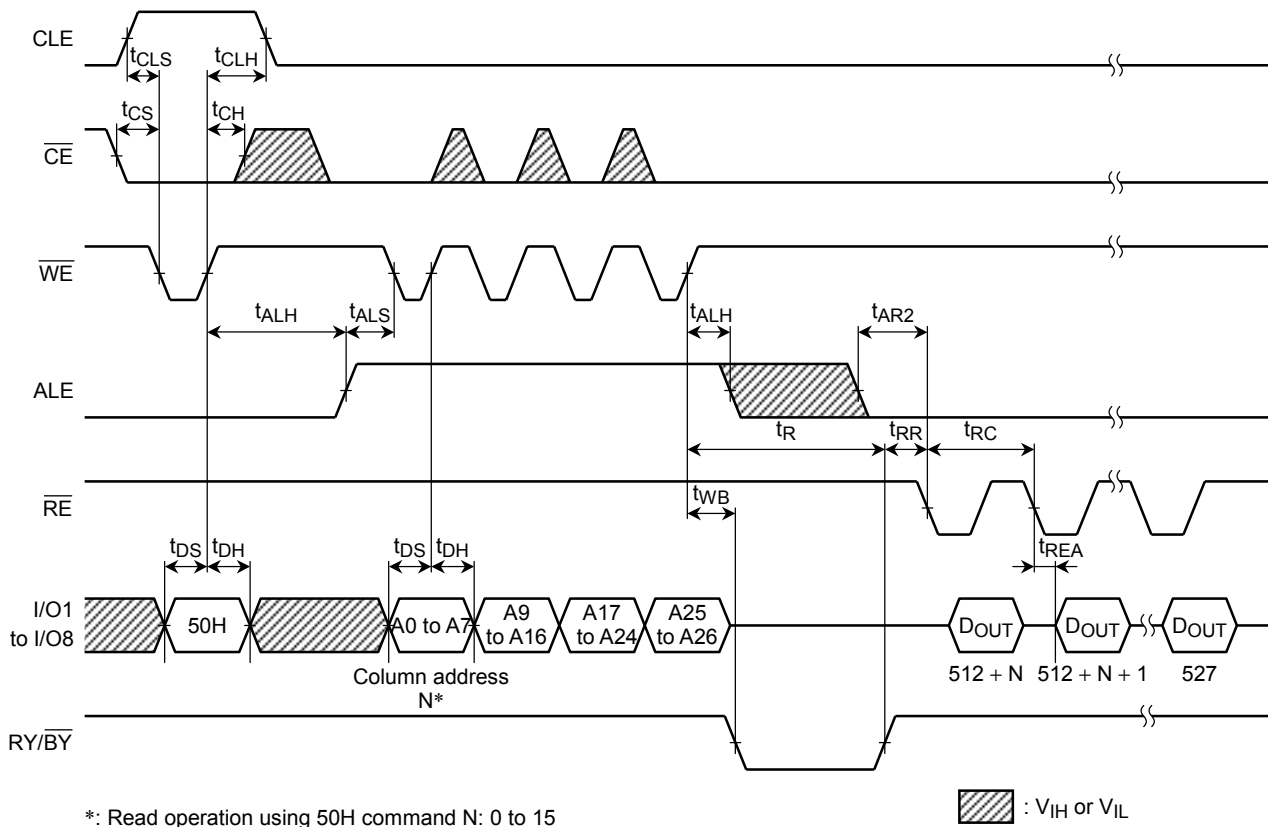 CLE
tCLS
tCLH
tCS
tCH
CE
WE
tALH
tALS
tALH
tAR2
ALE
tR
tRR
tRC
RE
tWB
tDS
tDH
tDS
tDH
tREA
I/O1
to I/O8
50H
A0 to A7
A9
to A16
A17
to A24
A25
to A26
DOUT
DOUT
DOUT
Column address
N*
512 + N
512 + N + 1
527
RY/BY
*: Read operation using 50H command N: 0 to 15
: VIH or VIL